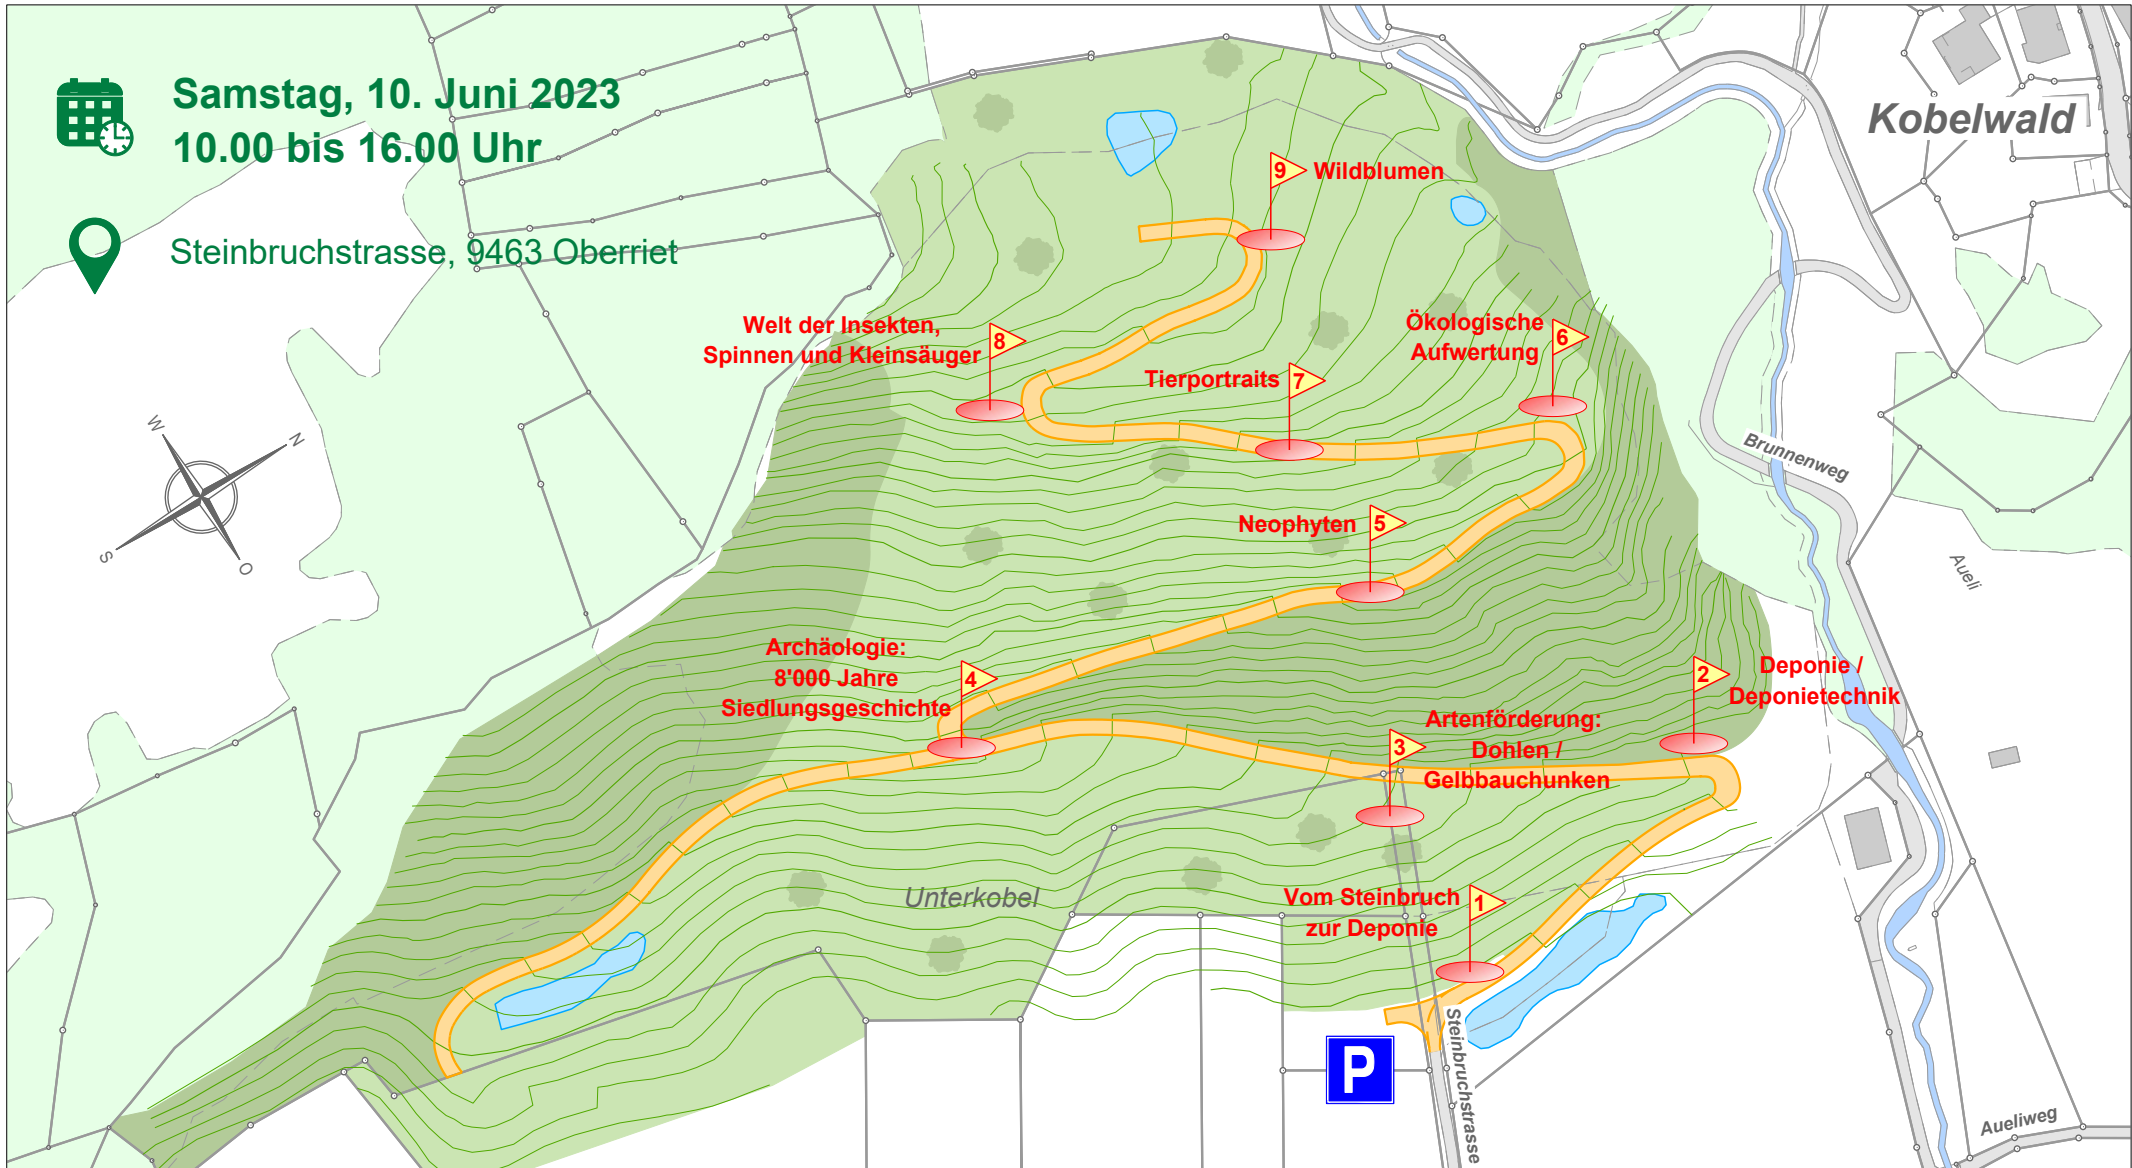 Samstag, 10. Juni 2023
10.00 bis 16.00 Uhr
Steinbruchstrasse, 9463 Oberriet
Kobelwald
9
Wildblumen
Welt der Insekten,
Spinnen und Kleinsäuger
8
Tierportraits
7
Ökologische
Aufwertung
6
W
N
S
O
Brunnenweg
Neophyten
5
Aueli
Archäologie:
8'000 Jahre
Siedlungsgeschichte
4
2
Deponie /
Deponietechnik
3
Artenförderung:
Dohlen /
Gelbbauchunken
Unterkobel
Vom Steinbruch
zur Deponie
1
P
Steinbruchstrasse
Aueliweg